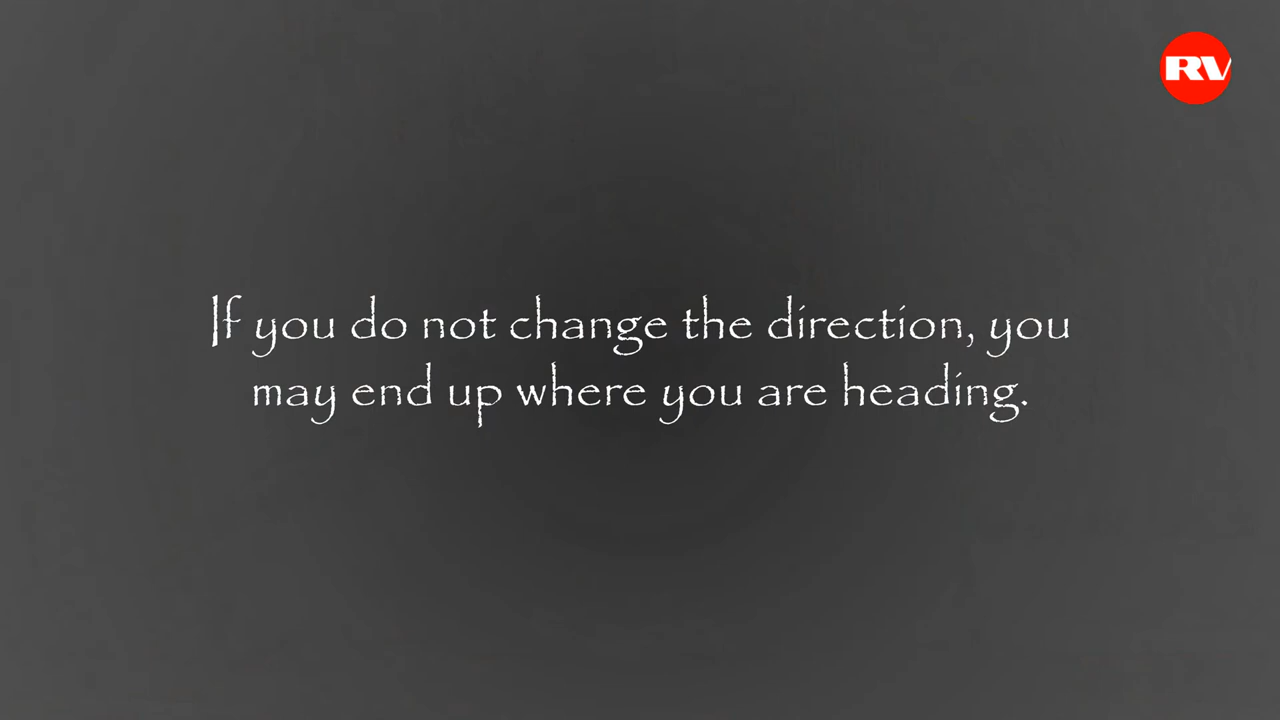 RV
If you do not change the direction, you
may end up where you are heading.